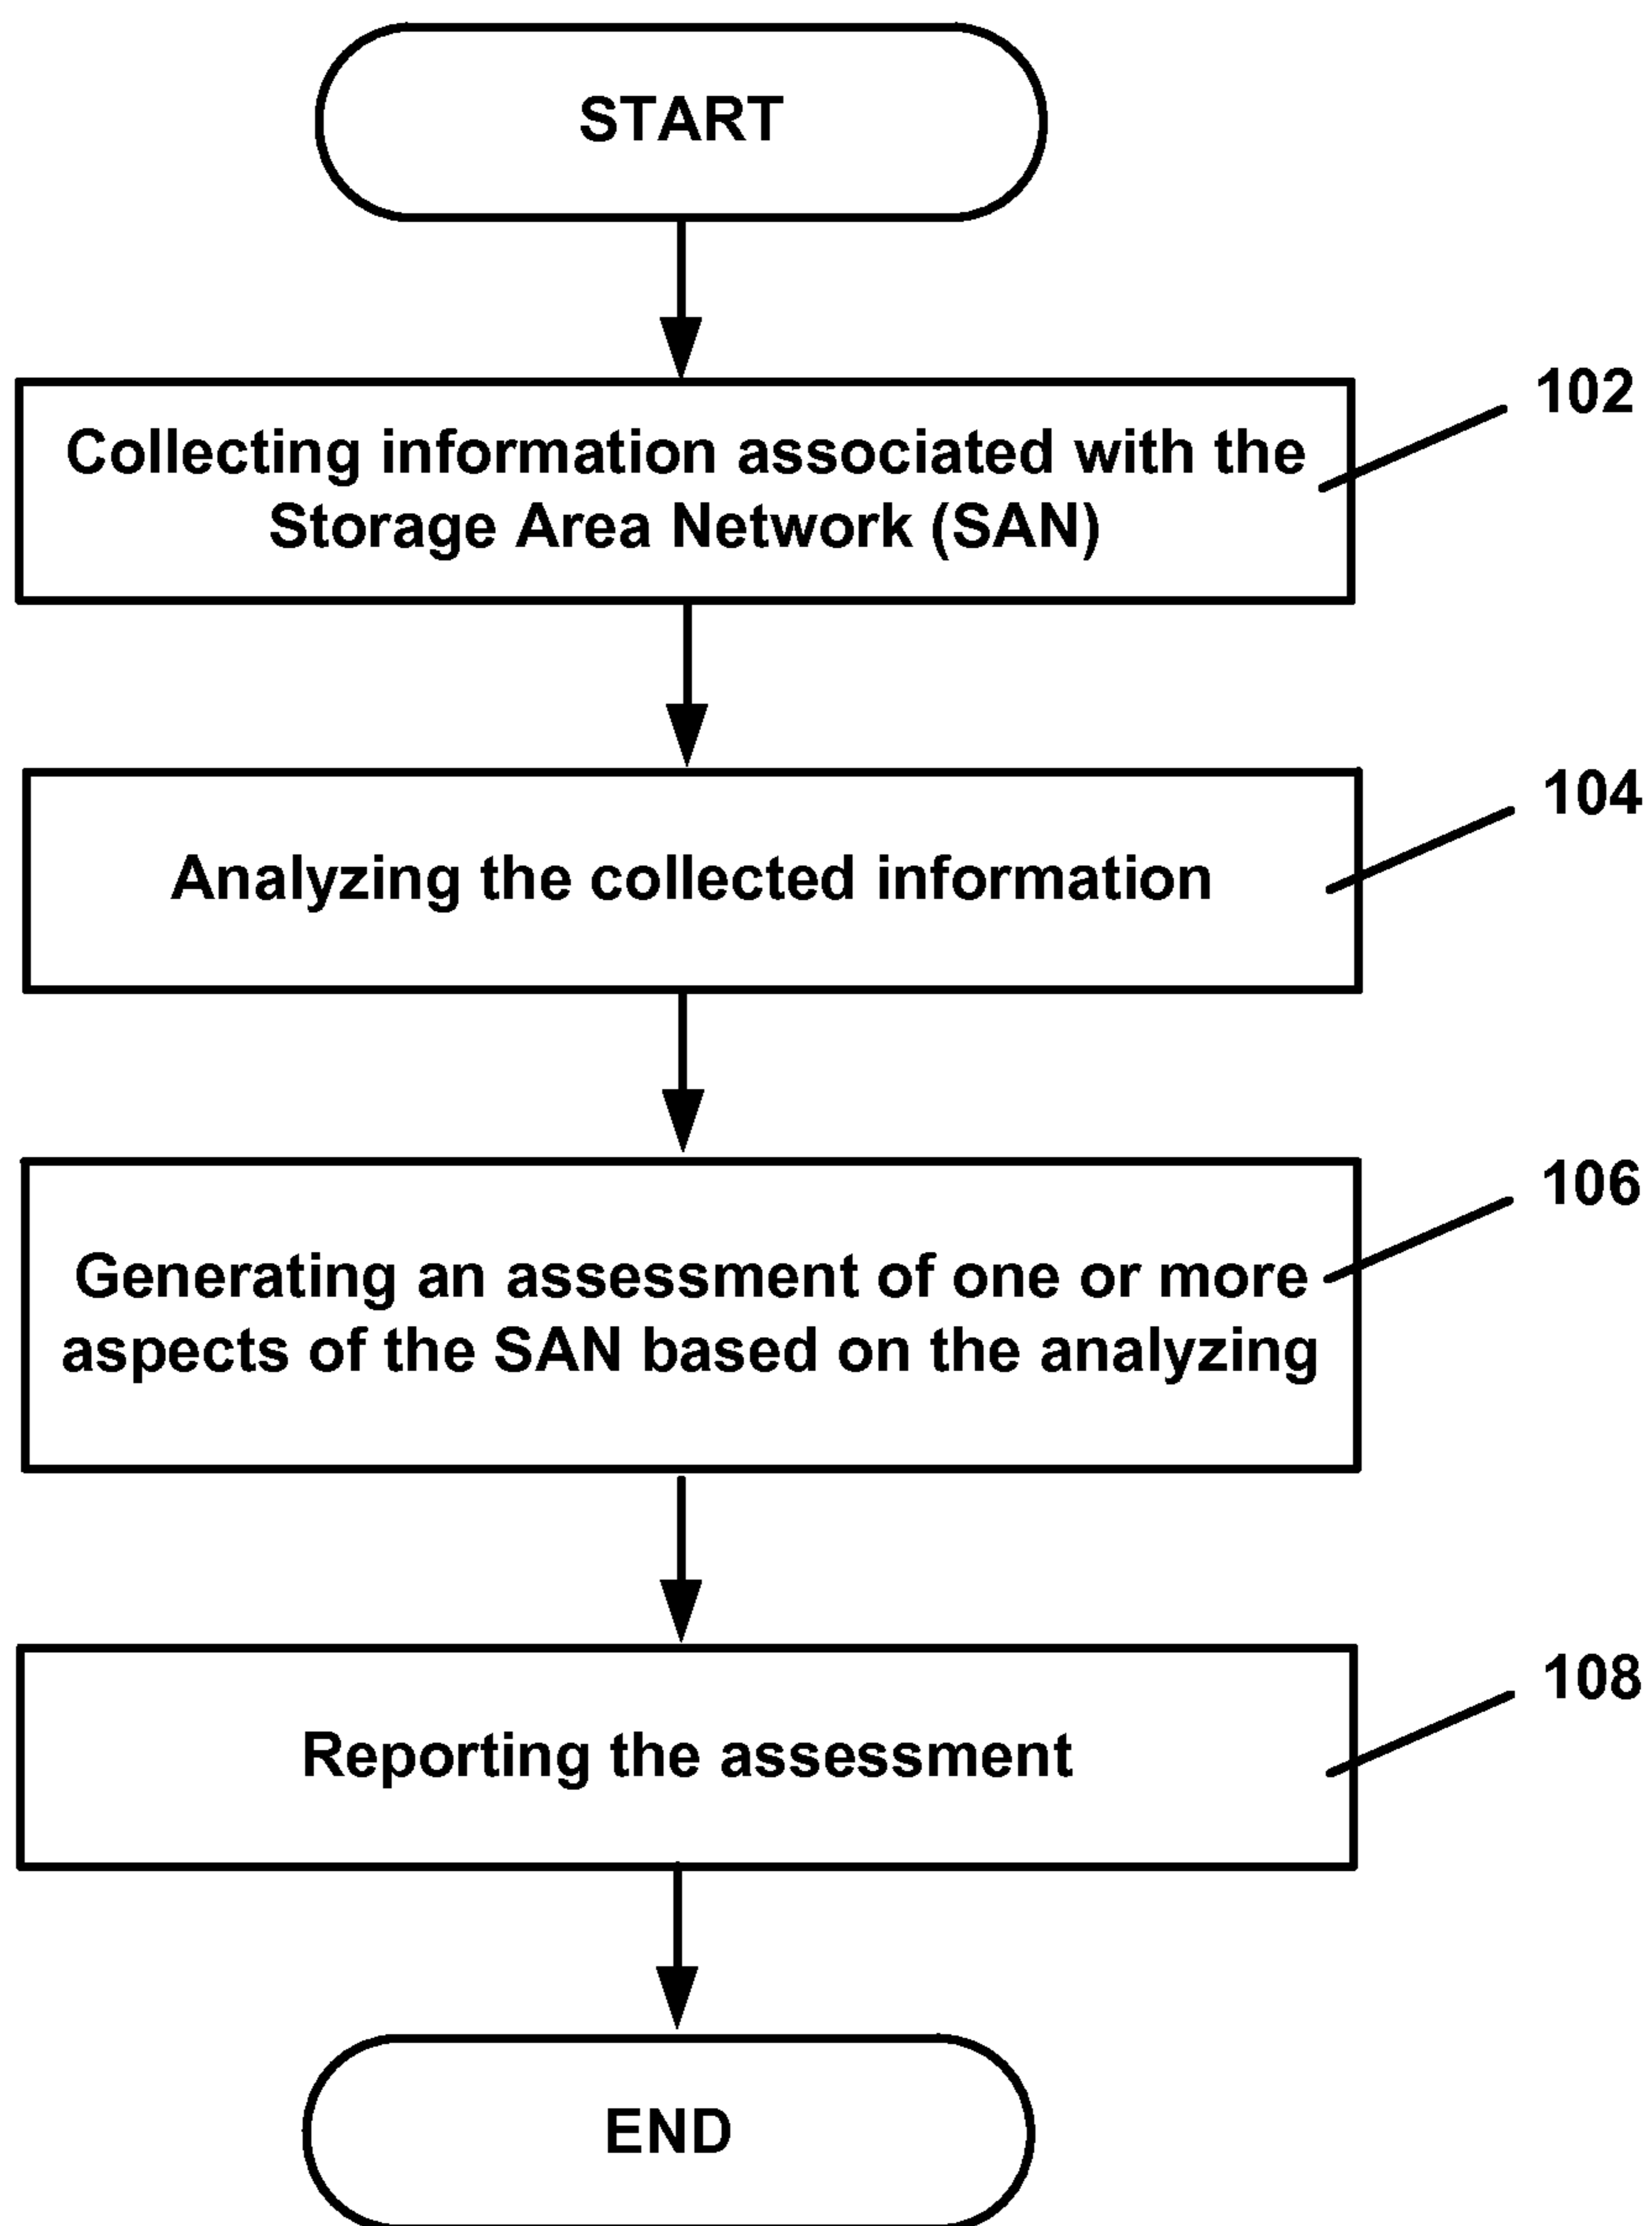 START
102
Collecting information associated with the
Storage Area Network (SAN)
104
Analyzing the collected information
106
Generating an assessment of one or more
aspects of the SAN based on the analyzing
108
Reporting the assessment
END